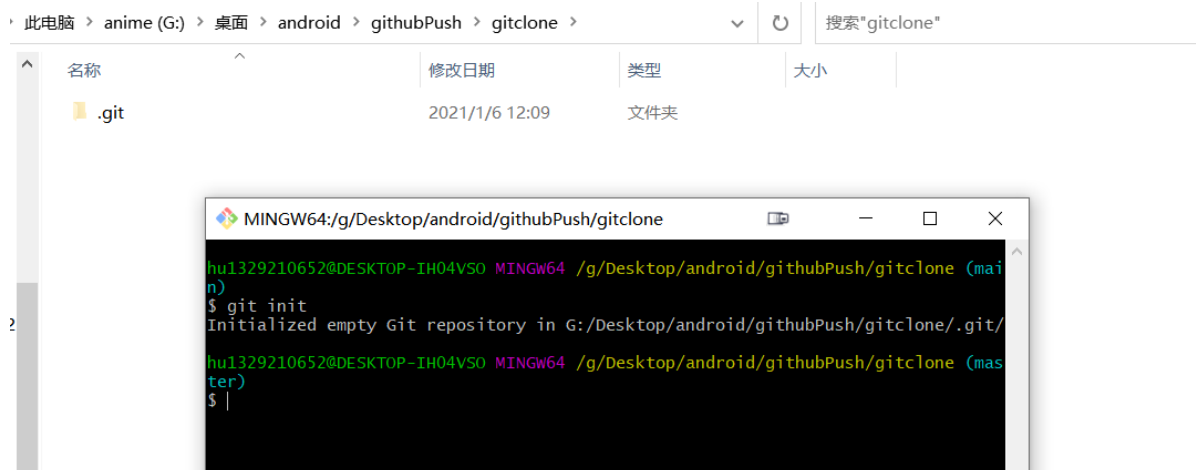 此电脑 > anime (G:) > 桌面 > android > githubPush > gitclone >
搜索"gitclone"
名称 修改日期 类型 大小
.git 2021/1/6 12:09 文件夹
MINGW64:/g/Desktop/android/githubPush/gitclone
hu1329210652@DESKTOP-IHO4VSO MINGW64 /g/Desktop/android/githubPush/gitclone (mai
n)
$ git init
Initialized empty Git repository in G:/Desktop/android/githubPush/gitclone/.git/
hu1329210652@DESKTOP-IHO4VSO MINGW64 /g/Desktop/android/githubPush/gitclone (mas
ter)
$